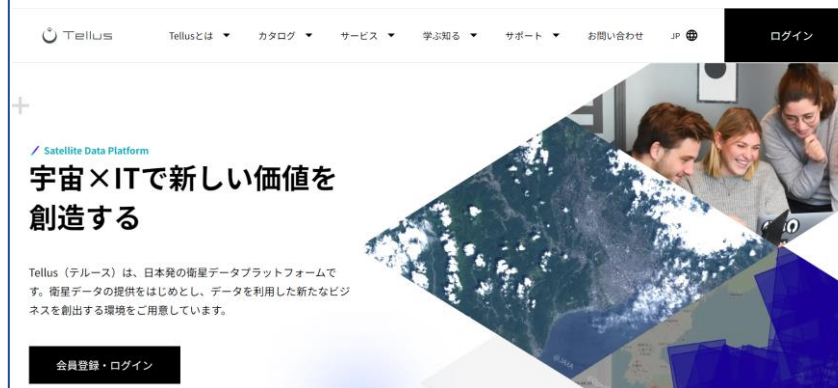 Tellus
Tellusとは ▼
カタログ ▼
サービス ▼
学ぶ知る ▼
サポート ▼
お問い合わせ
JP
ログイン
Satellite Data Platform
宇宙×ITで新しい価値を
創造する
Tellus（テルース）は、日本発の衛星データプラットフォームで
す。衛星データの提供をはじめとし、データを利用した新たなビジ
ネスを創出する環境をご用意しています。
会員登録・ログイン
©JAXA